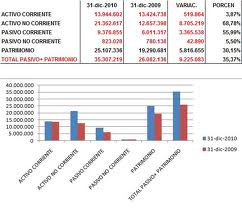 31-dic-2010 31-dic-2009 VARIAC. PORCEN
ACTIVO CORRIENTE 13.944.602 13.424.738 519.864 3,87%
ACTIVO NO CORRIENTE 21.362.617 12.657.398 8.705.219 68,78%
PASIVO CORRIENTE 9.376.855 6.011.317 3.365.538 55,99%
PASIVO NO CORRIENTE 823.028 780.138 42.890 5,50%
PATRIMONIO 25.107.336 19.290.681 5.816.655 30,15%
TOTAL PASIVO+ PATRIMONIO 35.307.219 26.082.136 9.225.083 35,37%
40.000.000
35.000.000
30.000.000
25.000.000
20.000.000
15.000.000
10.000.000
5.000.000
0
31-dic-2010
31-dic-2009
ACTIVO CORRIENTE
ACTIVO NO CORRIENTE
PASIVO CORRIENTE
PASIVO NO CORRIENTE
PATRIMONIO
TOTAL PASIVO+ PATRIMONIO